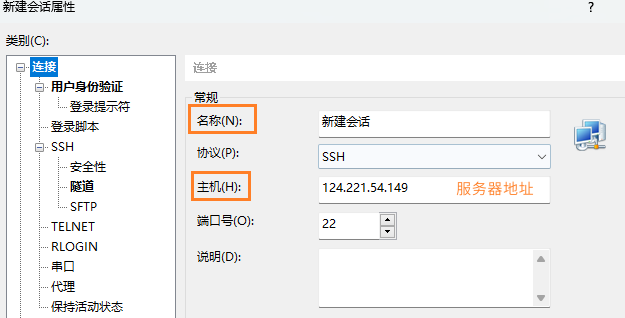 新建会话属性 ?
类别(C):
连接
用户身份验证
登录提示符
登录脚本
SSH
安全性
隧道
SFTP
TELNET
RLOGIN
串口
代理
保持活动状态
连接
常规
名称(N): 新建会话
协议(P): SSH
主机(H): 124.221.54.149 服务器地址
端口号(O): 22
说明(D):